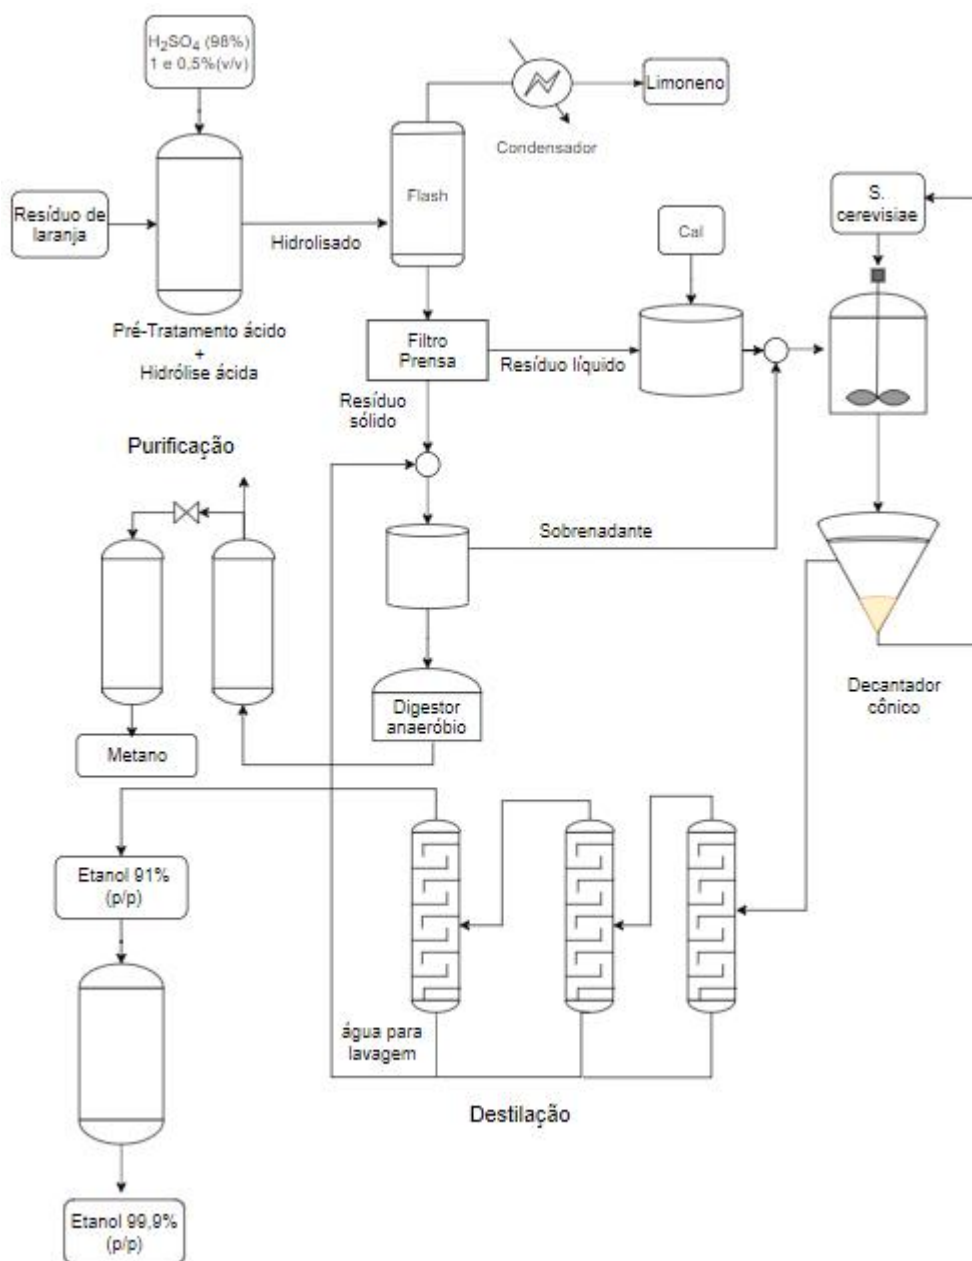 H₂SO₄ (98%)
1 e 0,5%(v/v)
Limoneno
Condensador
Flash
S.
cerevisiae
Resíduo de
laranja
Hidrolisado
Cal
Pré-Tratamento ácido
+
Hidrólise ácida
Filtro
Prensa
Resíduo líquido
Resíduo
sólido
Purificação
Sobrenadante
Decantador
cônico
Digestor
anaeróbio
Metano
Etanol 91%
(p/p)
água para
lavagem
Destilação
Etanol 99,9%
(p/p)